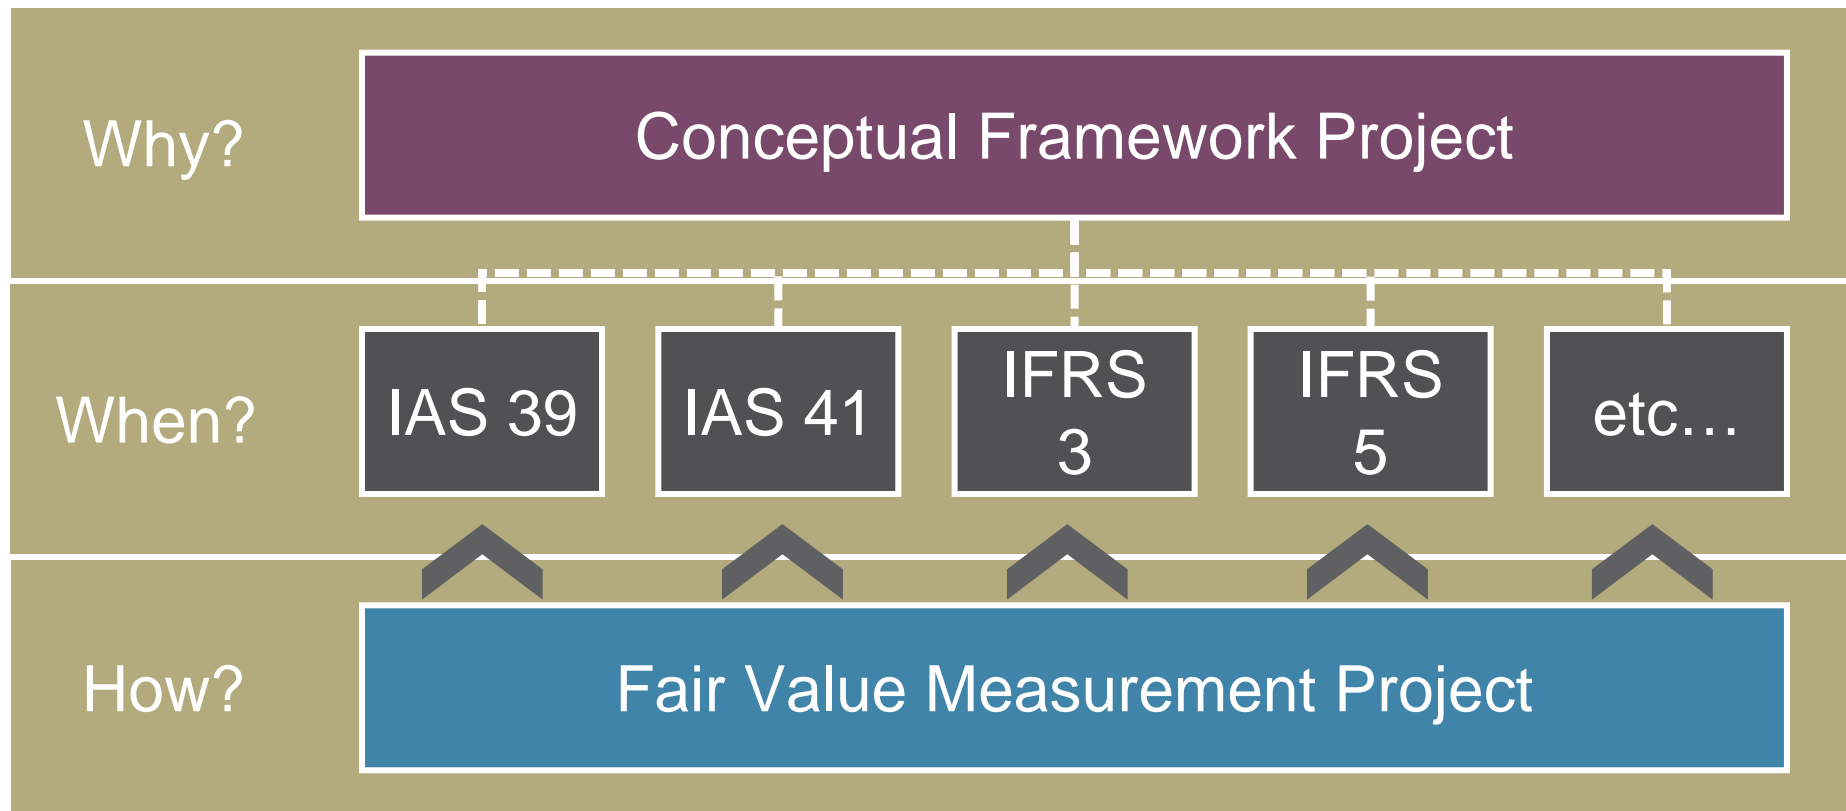 Why?
Conceptual Framework Project
When?
IAS 39
IAS 41
IFRS
3
IFRS
5
etc…
How?
Fair Value Measurement Project